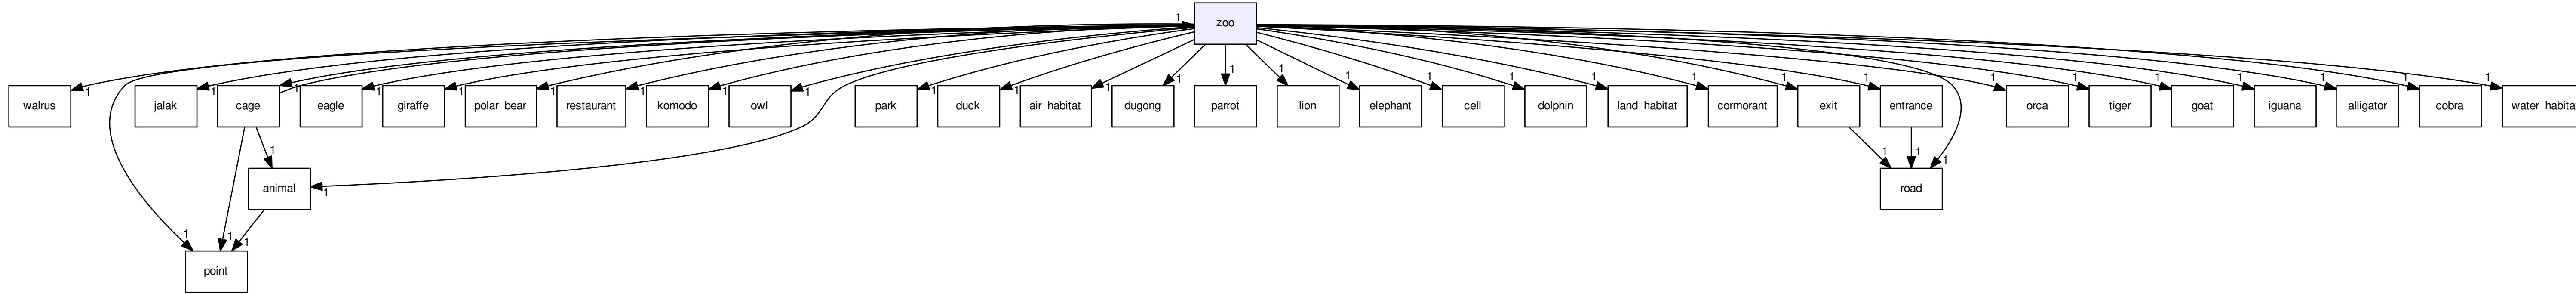 zoo
1
walrus
1
jalak
1
cage
1
eagle
1
giraffe
1
polar_bear
1
restaurant
1
komodo
1
owl
1
park
1
duck
1
air_habitat
1
dugong
1
parrot
1
lion
1
elephant
1
cell
1
dolphin
1
land_habitat
1
cormorant
1
exit
1
entrance
1
orca
1
tiger
1
goat
1
iguana
1
alligator
1
cobra
1
water_habita
1
animal
1
1
road
1
1
1
point
1
1
1